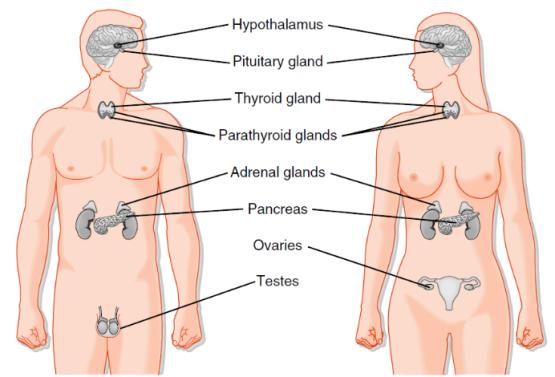 Hypothalamus
Pituitary gland
Thyroid gland
Parathyroid glands
Adrenal glands
Pancreas
Ovaries
Testes